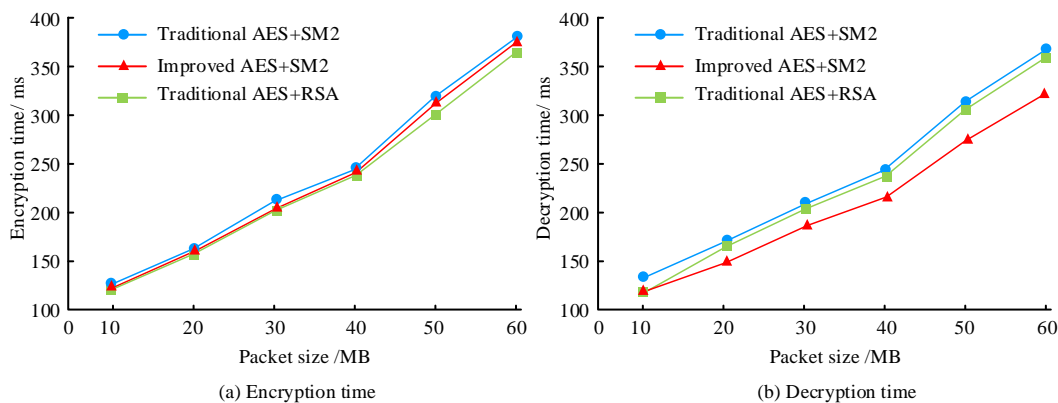 400
350
300
250
200
150
100
0
10
20
30
40
50
60
Encryption time/ ms
Packet size /MB
Traditional AES+SM2
Improved AES+SM2
Traditional AES+RSA
(a) Encryption time
400
350
300
250
200
150
100
0
10
20
30
40
50
60
Decryption time/ ms
Packet size /MB
Traditional AES+SM2
Improved AES+SM2
Traditional AES+RSA
(b) Decryption time